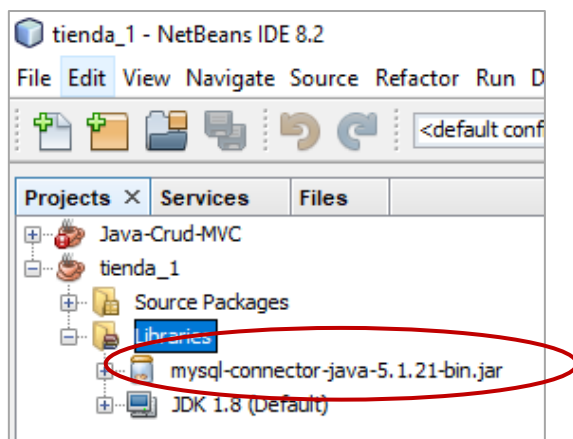 tienda_1 - NetBeans IDE 8.2
File Edit View Navigate Source Refactor Run D
<default conf
Projects × Services Files
Java-Crud-MVC
tienda_1
Source Packages
Libraries
mysql-connector-java-5.1.21-bin.jar
JDK 1.8 (Default)